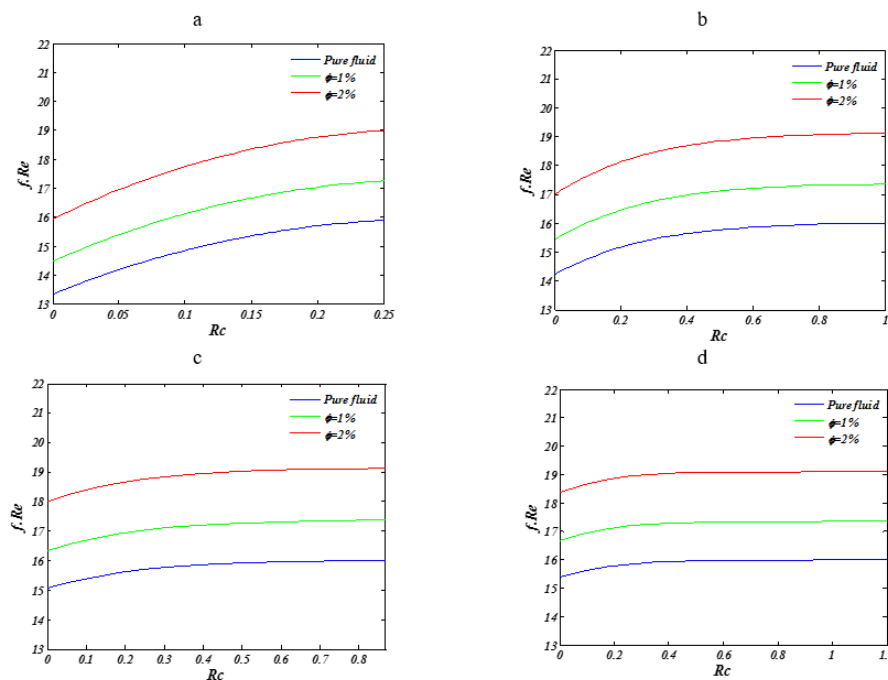 a
22
21
20
19
18
17
16
15
14
13
f.Re
0 0.05 0.1 0.15 0.2 0.25
Rc
Pure fluid
ϕ=1%
ϕ=2%
b
22
21
20
19
18
17
16
15
14
13
f.Re
0 0.2 0.4 0.6 0.8 1
Rc
Pure fluid
ϕ=1%
ϕ=2%
c
22
21
20
19
18
17
16
15
14
13
f.Re
0 0.1 0.2 0.3 0.4 0.5 0.6 0.7 0.8
Rc
Pure fluid
ϕ=1%
ϕ=2%
d
22
21
20
19
18
17
16
15
14
13
f.Re
0 0.2 0.4 0.6 0.8 1
Rc
Pure fluid
ϕ=1%
ϕ=2%